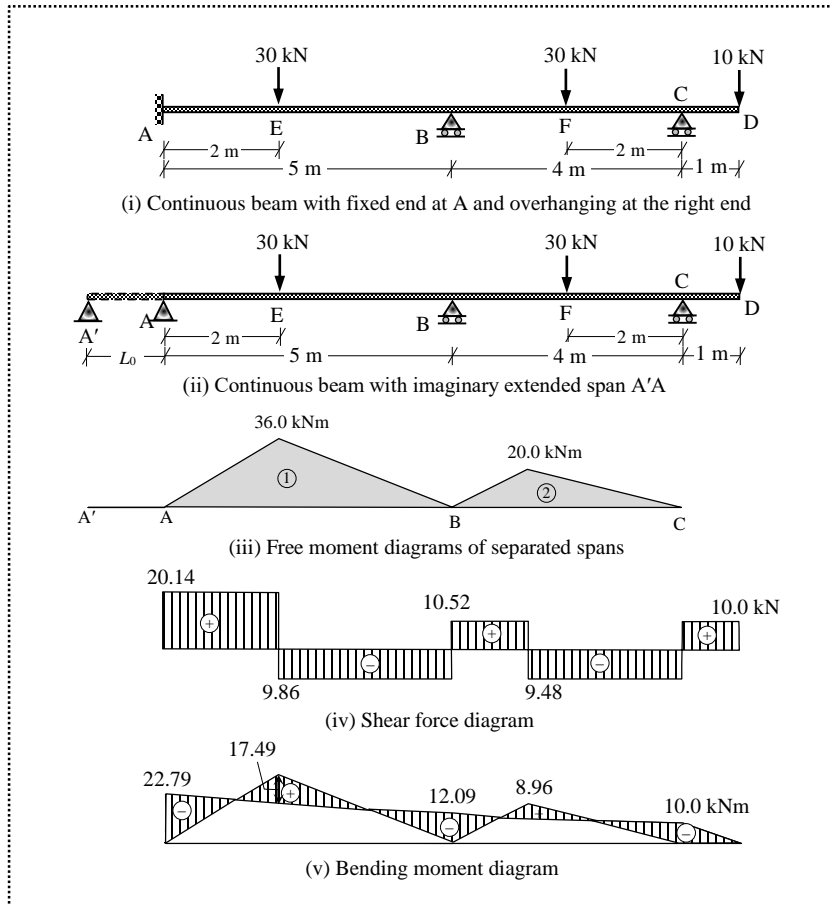 30 kN 30 kN 10 kN
C
A E B F D
2 m 2 m
5 m 4 m 1 m
(i) Continuous beam with fixed end at A and overhanging at the right end
30 kN 30 kN 10 kN
C
A′ A E B F D
2 m 2 m
L0 5 m 4 m 1 m
(ii) Continuous beam with imaginary extended span A′A
36.0 kNm
20.0 kNm
1 2
A′ A B C
(iii) Free moment diagrams of separated spans
20.14 10.52 10.0 kN
+ + +
− −
9.86 9.48
(iv) Shear force diagram
17.49
22.79 12.09 8.96 10.0 kNm
− + − + −
(v) Bending moment diagram